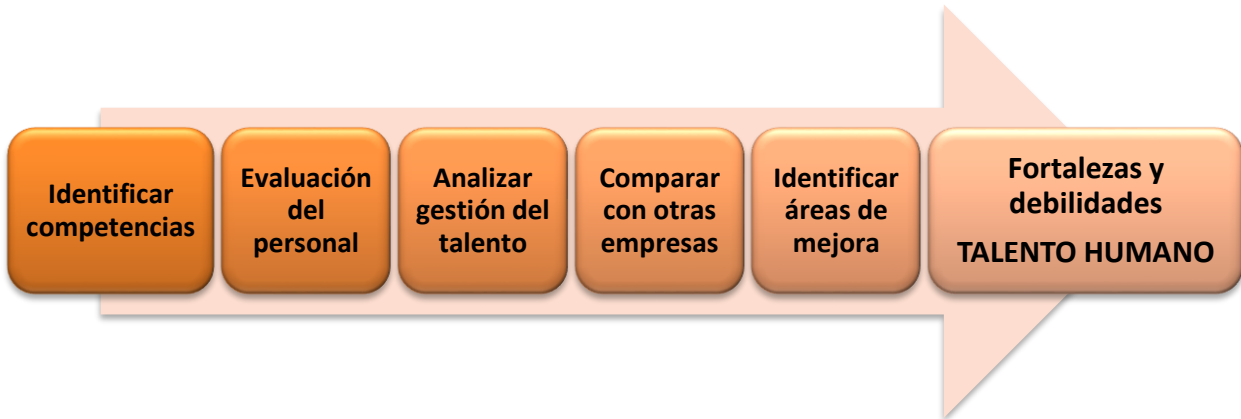 Identificar
competencias
Evaluación
del
personal
Analizar
gestión del
talento
Comparar
con otras
empresas
Identificar
áreas de
mejora
Fortalezas y
debilidades
TALENTO HUMANO